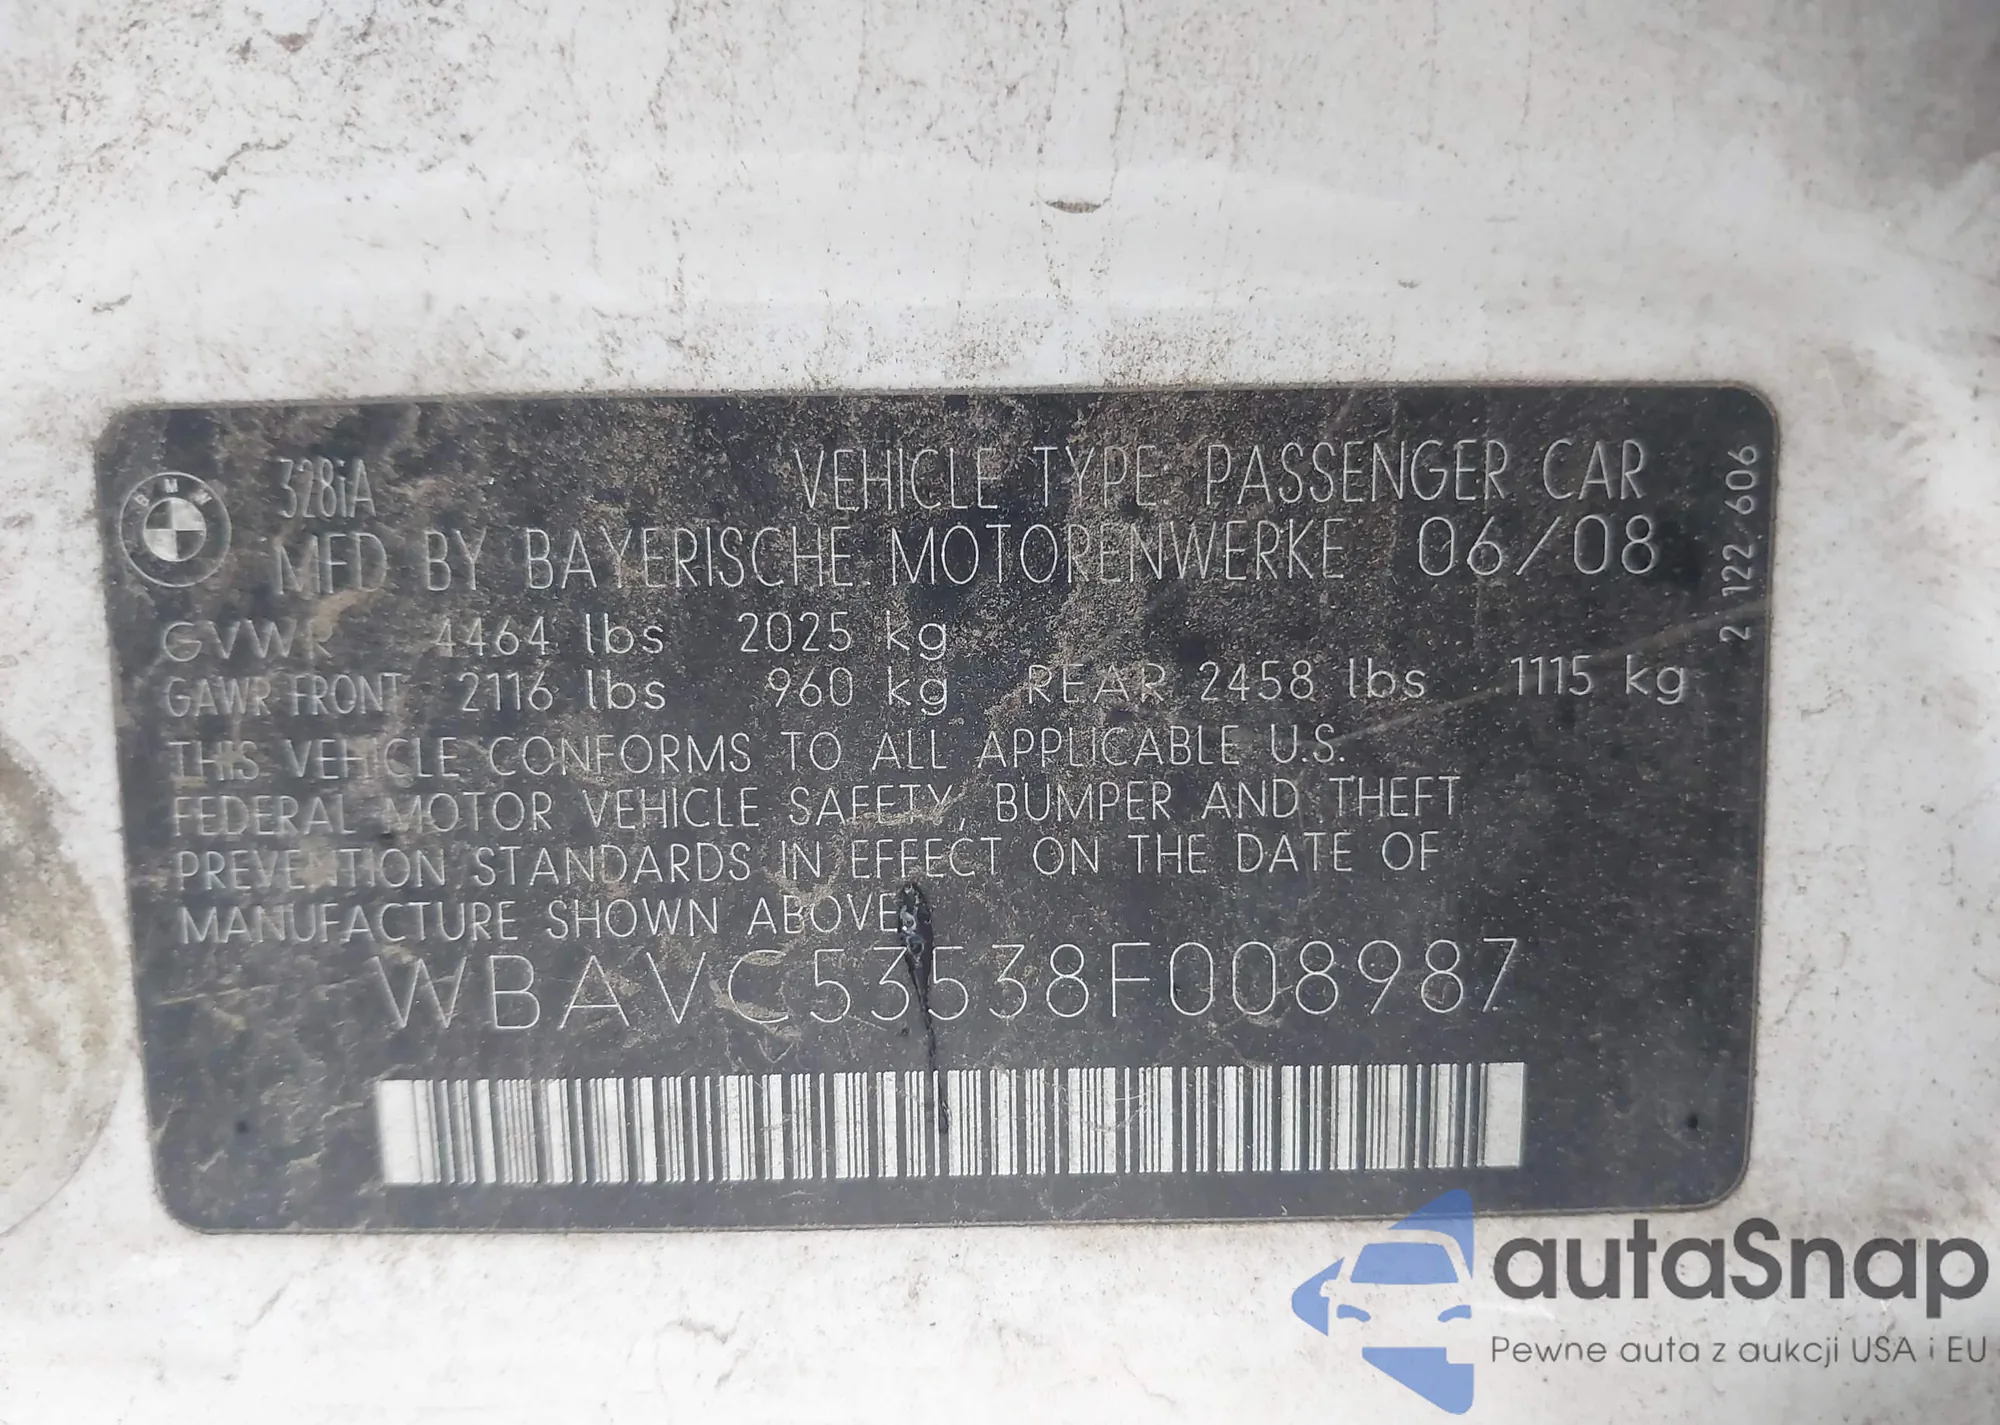 BMW
328iA VEHICLE TYPE PASSENGER CAR
MFD BY BAYERISCHE MOTORENWERKE 06/08
GVWR 4464 lbs 2025 kg
GAWR FRONT 2116 lbs 960 kg REAR 2458 lbs 1115 kg
THIS VEHICLE CONFORMS TO ALL APPLICABLE U.S.
FEDERAL MOTOR VEHICLE SAFETY, BUMPER AND THEFT
PREVENTION STANDARDS IN EFFECT ON THE DATE OF
MANUFACTURE SHOWN ABOVE
WBAVC53538F008987
2 122 606
autoSnap
Pewne auta z aukcji USA i EU